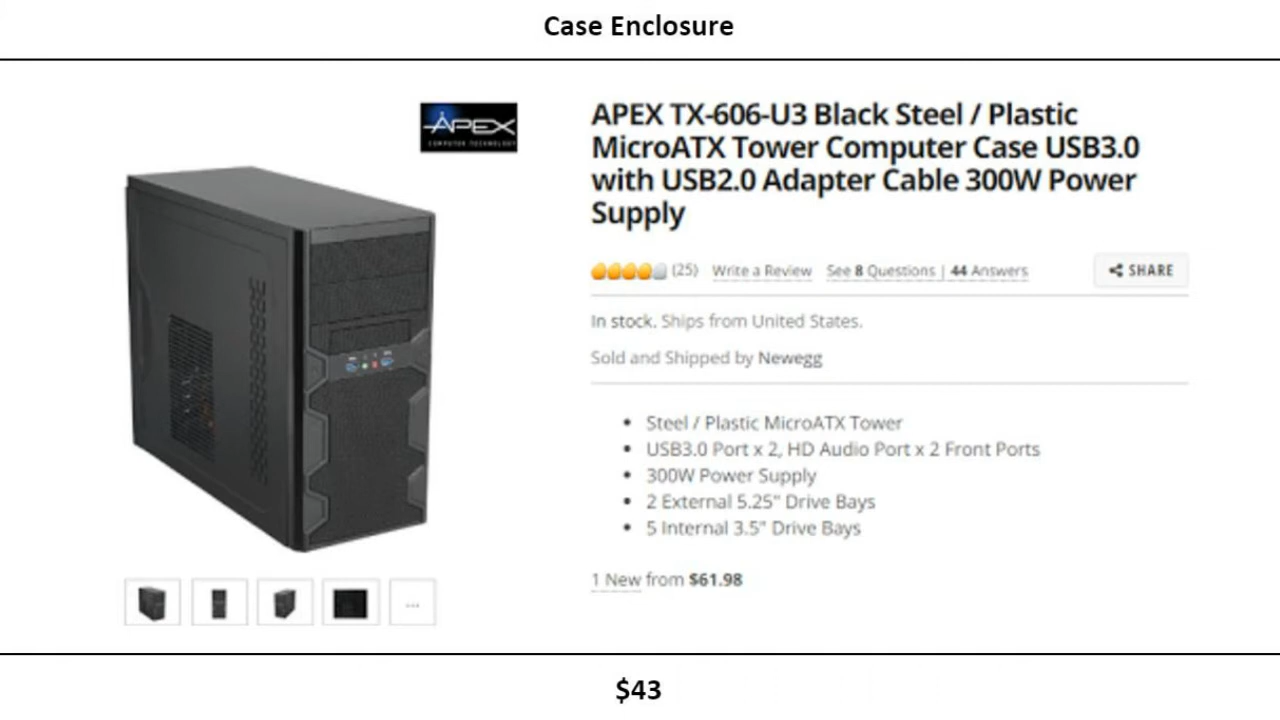 Case Enclosure
APEX
COMPUTER TECHNOLOGY
APEX TX-606-U3 Black Steel / Plastic
MicroATX Tower Computer Case USB3.0
with USB2.0 Adapter Cable 300W Power
Supply
(25) Write a Review See 8 Questions | 44 Answers SHARE
In stock. Ships from United States.
Sold and Shipped by Newegg
• Steel / Plastic MicroATX Tower
• USB3.0 Port x 2, HD Audio Port x 2 Front Ports
• 300W Power Supply
• 2 External 5.25" Drive Bays
• 5 Internal 3.5" Drive Bays
1 New from $61.98
...
$43